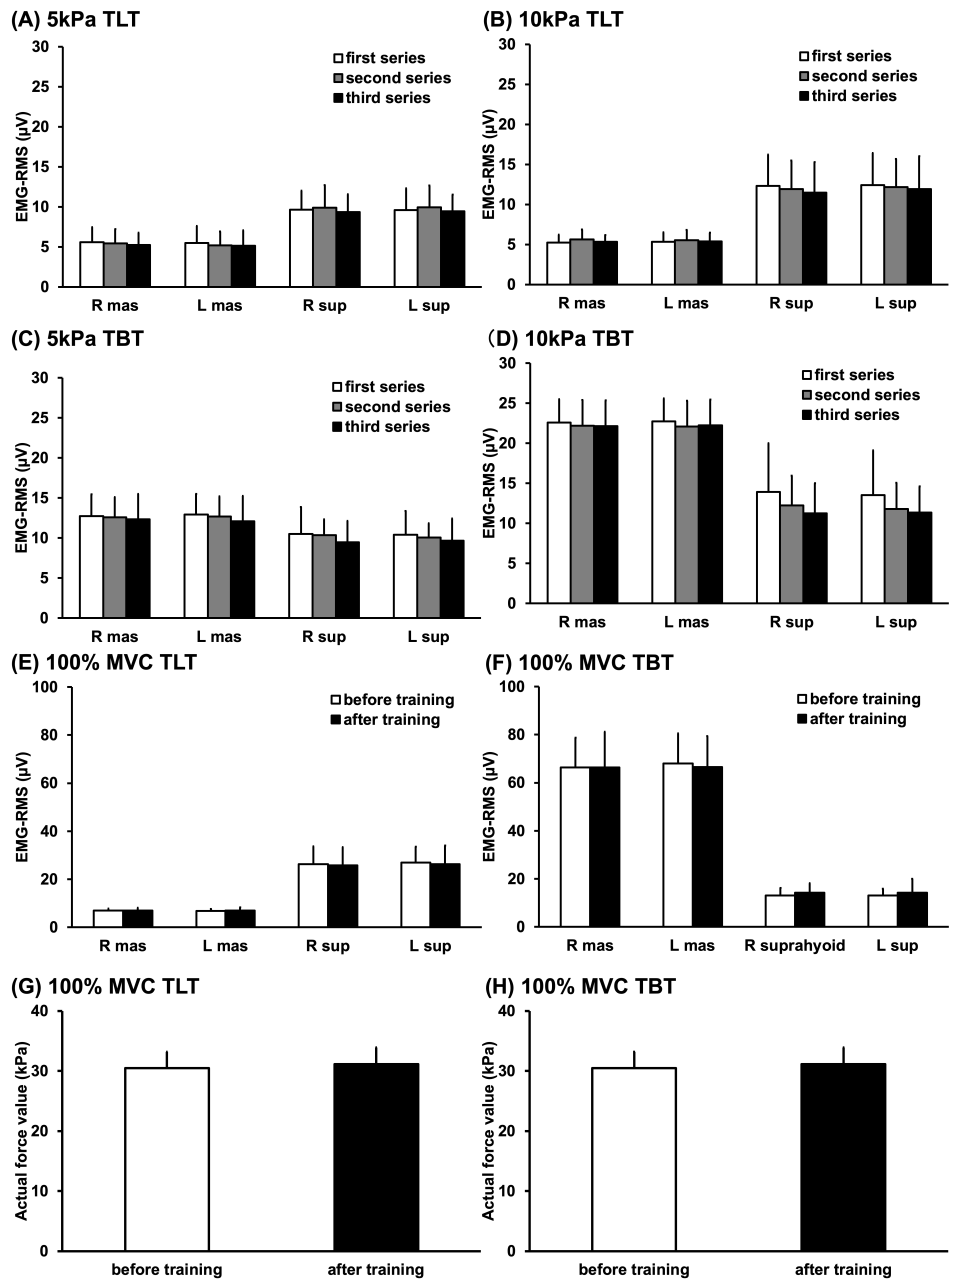 (A) 5kPa TLT
30
25
20
15
10
5
0
EMG-RMS (μV)
first series
second series
third series
R mas L mas R sup L sup
(B) 10kPa TLT
30
25
20
15
10
5
0
EMG-RMS (μV)
first series
second series
third series
R mas L mas R sup L sup
(C) 5kPa TBT
30
25
20
15
10
5
0
EMG-RMS (μV)
first series
second series
third series
R mas L mas R sup L sup
(D) 10kPa TBT
30
25
20
15
10
5
0
EMG-RMS (μV)
first series
second series
third series
R mas L mas R sup L sup
(E) 100% MVC TLT
100
80
60
40
20
0
EMG-RMS (μV)
before training
after training
R mas L mas R sup L sup
(F) 100% MVC TBT
100
80
60
40
20
0
EMG-RMS (μV)
before training
after training
R mas L mas R suprahyoid L sup
(G) 100% MVC TLT
40
30
20
10
0
Actual force value (kPa)
before training after training
(H) 100% MVC TBT
40
30
20
10
0
Actual force value (kPa)
before training after training